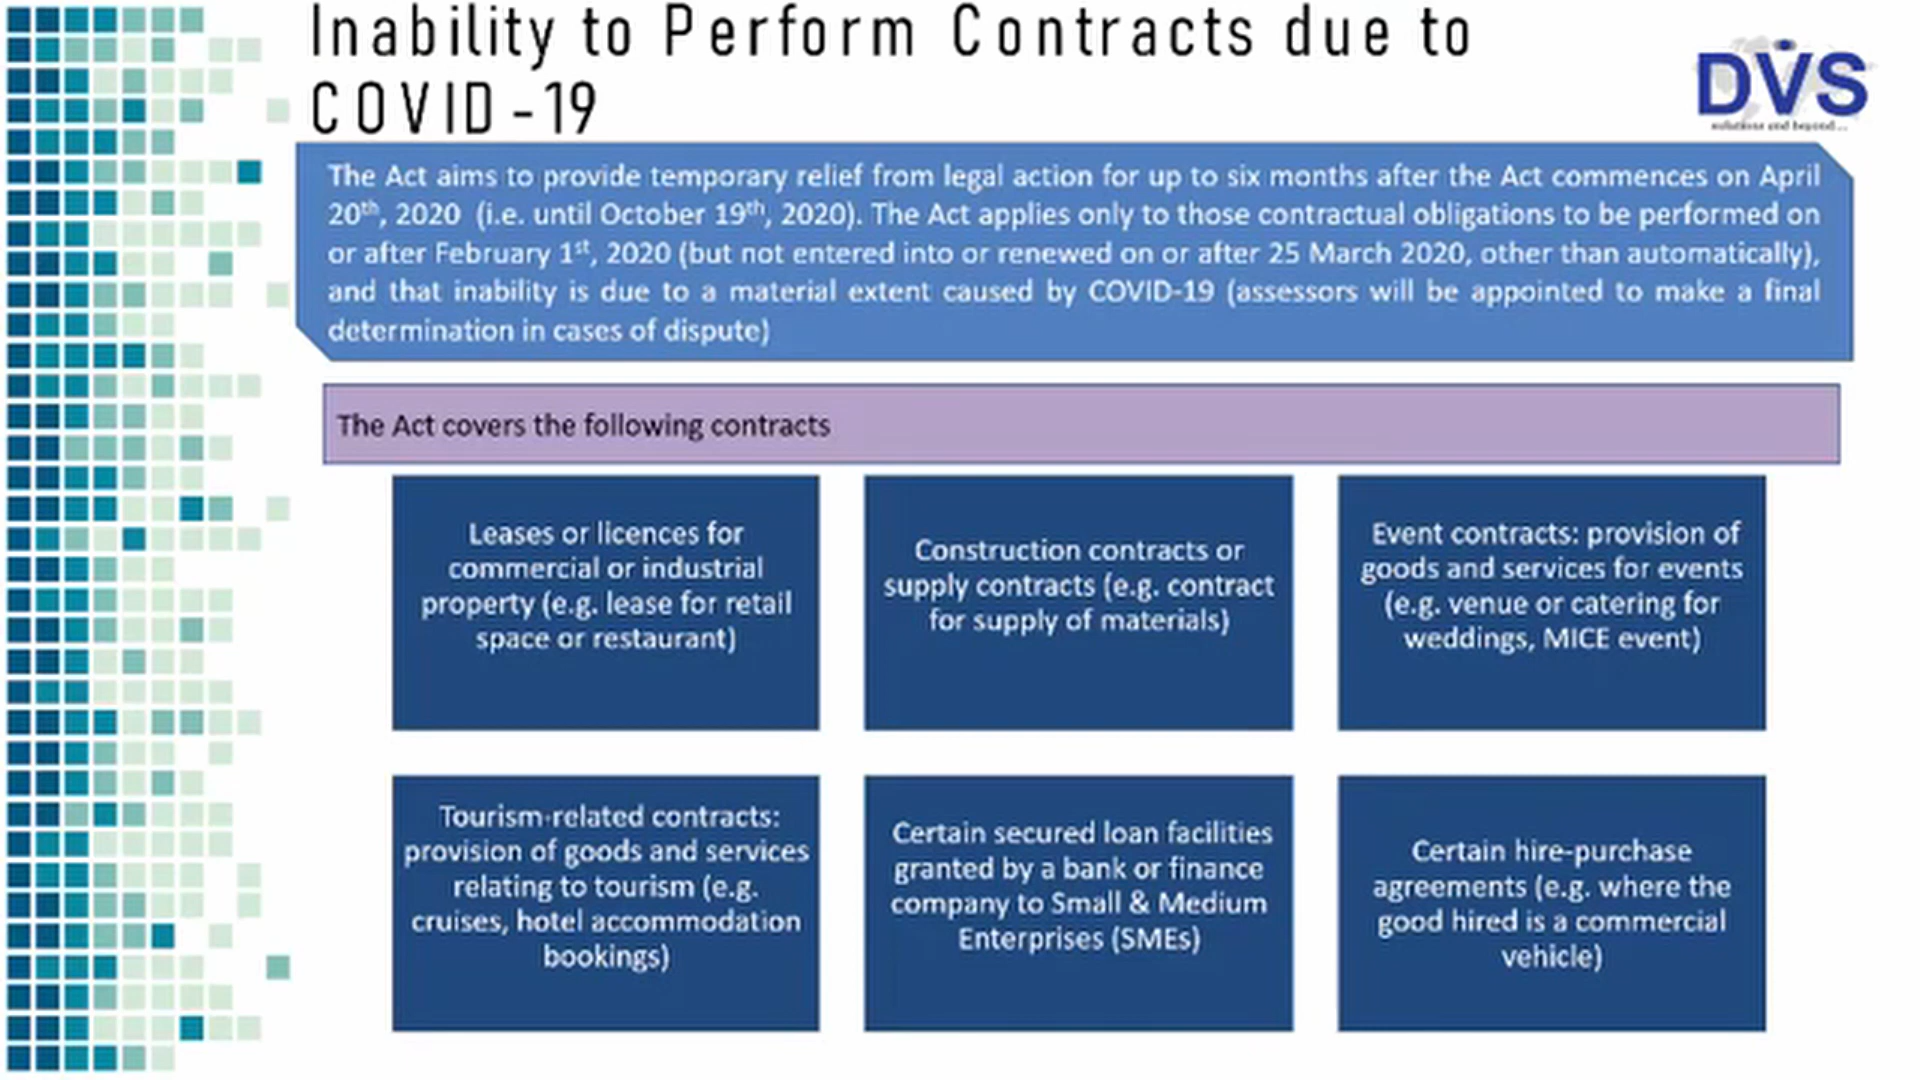 Inability to Perform Contracts due to
COVID-19
DVS
solutions and beyond...
The Act aims to provide temporary relief from legal action for up to six months after the Act commences on April
20th, 2020 (i.e. until October 19th, 2020). The Act applies only to those contractual obligations to be performed on
or after February 1st, 2020 (but not entered into or renewed on or after 25 March 2020, other than automatically),
and that inability is due to a material extent caused by COVID-19 (assessors will be appointed to make a final
determination in cases of dispute)
The Act covers the following contracts
Leases or licences for
commercial or industrial
property (e.g. lease for retail
space or restaurant)
Construction contracts or
supply contracts (e.g. contract
for supply of materials)
Event contracts: provision of
goods and services for events
(e.g. venue or catering for
weddings, MICE event)
Tourism-related contracts:
provision of goods and services
relating to tourism (e.g.
cruises, hotel accommodation
bookings)
Certain secured loan facilities
granted by a bank or finance
company to Small & Medium
Enterprises (SMEs)
Certain hire-purchase
agreements (e.g. where the
good hired is a commercial
vehicle)